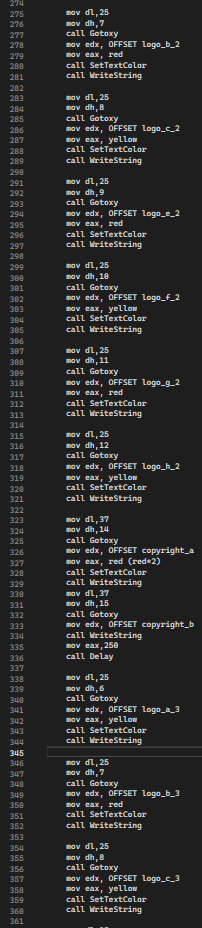 274
275 mov dl,25
276 mov dh,7
277 call Gotoxy
278 mov edx, OFFSET logo_b_2
279 mov eax, red
280 call SetTextColor
281 call WriteString
282
283 mov dl,25
284 mov dh,8
285 call Gotoxy
286 mov edx, OFFSET logo_c_2
287 mov eax, yellow
288 call SetTextColor
289 call WriteString
290
291 mov dl,25
292 mov dh,9
293 call Gotoxy
294 mov edx, OFFSET logo_e_2
295 mov eax, red
296 call SetTextColor
297 call WriteString
298
299 mov dl,25
300 mov dh,10
301 call Gotoxy
302 mov edx, OFFSET logo_f_2
303 mov eax, yellow
304 call SetTextColor
305 call WriteString
306
307 mov dl,25
308 mov dh,11
309 call Gotoxy
310 mov edx, OFFSET logo_g_2
311 mov eax, red
312 call SetTextColor
313 call WriteString
314
315 mov dl,25
316 mov dh,12
317 call Gotoxy
318 mov edx, OFFSET logo_h_2
319 mov eax, yellow
320 call SetTextColor
321 call WriteString
322
323 mov dl,37
324 mov dh,14
325 call Gotoxy
326 mov edx, OFFSET copyright_a
327 mov eax, red (red*2)
328 call SetTextColor
329 call WriteString
330 mov dl,37
331 mov dh,15
332 call Gotoxy
333 mov edx, OFFSET copyright_b
334 call WriteString
335 mov eax,250
336 call Delay
337
338 mov dl,25
339 mov dh,6
340 call Gotoxy
341 mov edx, OFFSET logo_a_3
342 mov eax, yellow
343 call SetTextColor
344 call WriteString
345
346 mov dl,25
347 mov dh,7
348 call Gotoxy
349 mov edx, OFFSET logo_b_3
350 mov eax, red
351 call SetTextColor
352 call WriteString
353
354 mov dl,25
355 mov dh,8
356 call Gotoxy
357 mov edx, OFFSET logo_c_3
358 mov eax, yellow
359 call SetTextColor
360 call WriteString
361